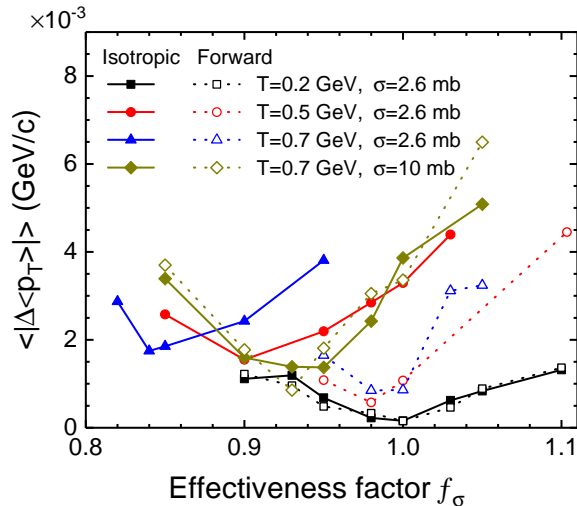 ×10⁻³
Isotropic Forward
T=0.2 GeV, σ=2.6 mb
T=0.5 GeV, σ=2.6 mb
T=0.7 GeV, σ=2.6 mb
T=0.7 GeV, σ=10 mb
<|Δ<p_T>|> (GeV/c)
8
6
4
2
0
0.8 0.9 1.0 1.1
Effectiveness factor f_σ